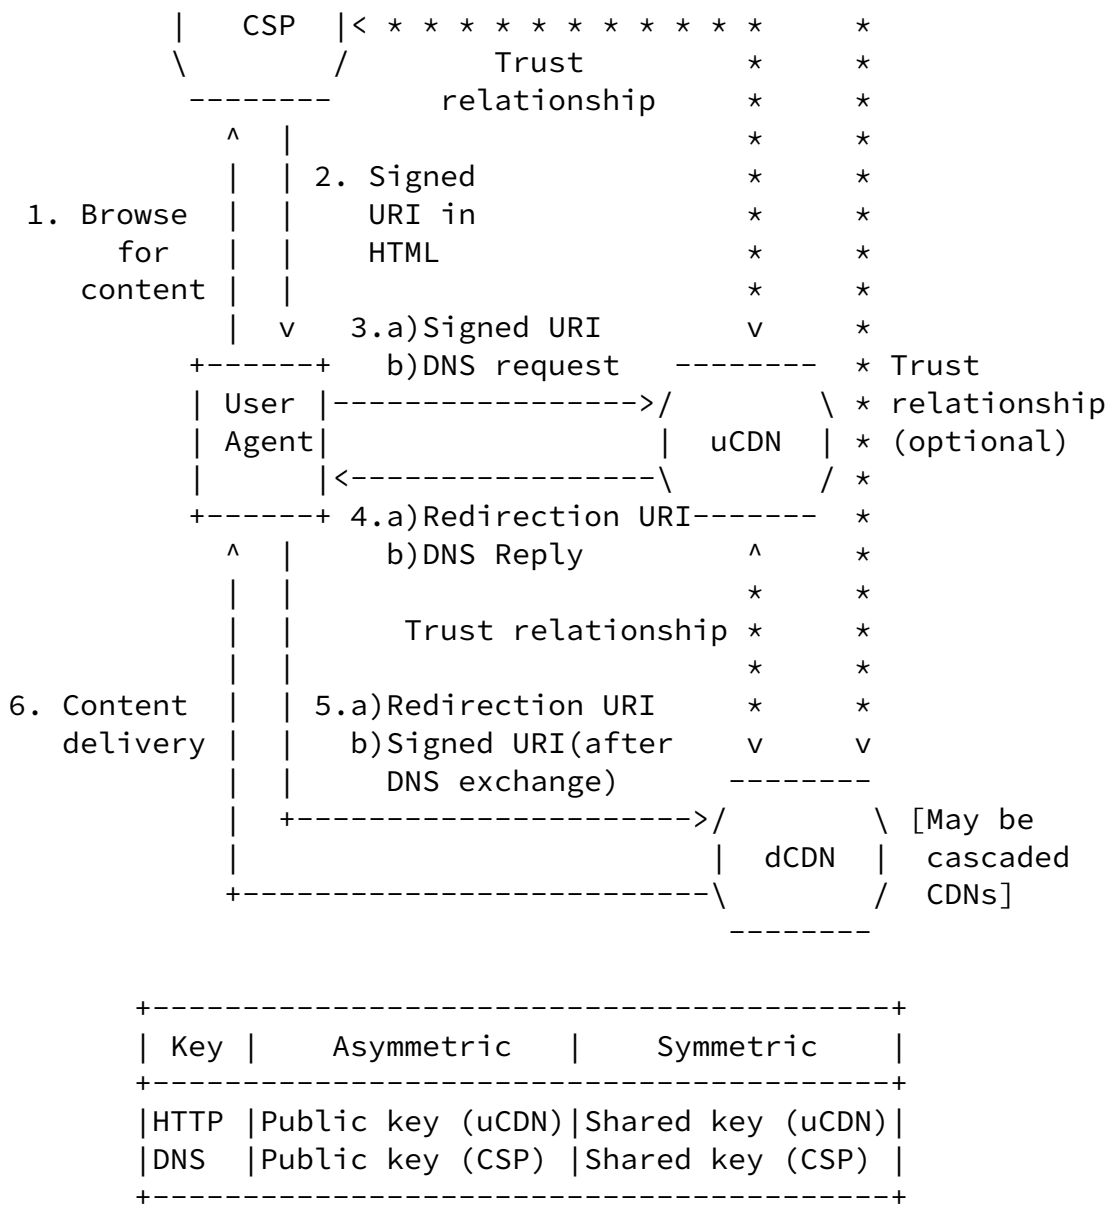 |   CSP  |< * * * * * * * * * * *     *
            \        /        Trust         *     *
             --------      relationship     *     *
               ^  |                         *     *
               |  | 2. Signed               *     *
    1. Browse  |  |    URI in               *     *
         for   |  |    HTML                 *     *
       content |  |                         *     *
               |  v   3.a)Signed URI        v     *
             +------+   b)DNS request   --------  * Trust
             | User |----------------->/        \ * relationship
             | Agent|                  |  uCDN  | * (optional)
             |      |<-----------------\        / *
             +------+ 4.a)Redirection URI-------  *
               ^  |     b)DNS Reply         ^     *
               |  |                         *     *
               |  |      Trust relationship *     *
               |  |                         *     *
   6. Content  |  | 5.a)Redirection URI     *     *
      delivery |  |   b)Signed URI(after    v     v
               |  |     DNS exchange)      --------
               |  +---------------------->/        \ [May be
               |                          |  dCDN  |  cascaded
               +--------------------------\        /  CDNs]
                                           --------

          +-----------------------------------------+
          | Key |    Asymmetric   |    Symmetric    |
          +-----------------------------------------+
          |HTTP |Public key (uCDN)|Shared key (uCDN)|
          |DNS  |Public key (CSP) |Shared key (CSP) |
          +-----------------------------------------+